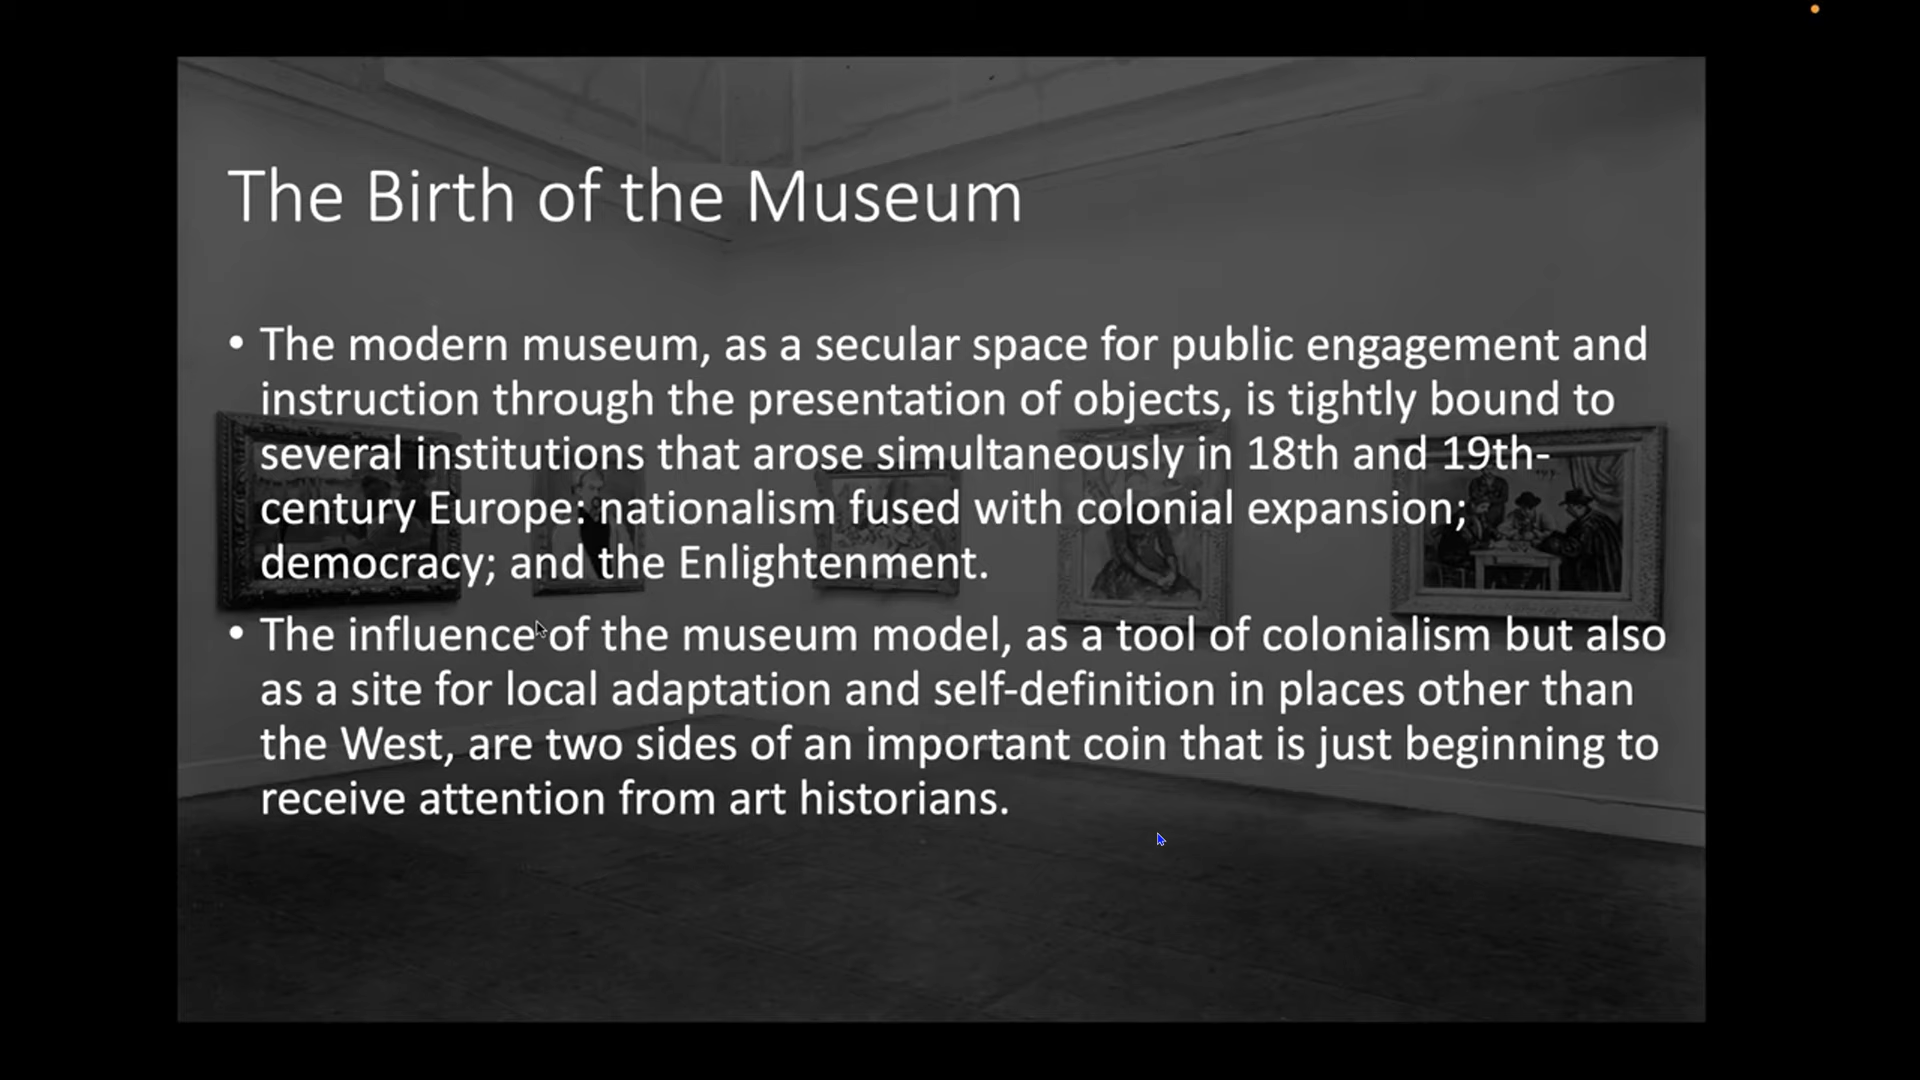 The Birth of the Museum
• The modern museum, as a secular space for public engagement and
instruction through the presentation of objects, is tightly bound to
several institutions that arose simultaneously in 18th and 19th-
century Europe: nationalism fused with colonial expansion;
democracy; and the Enlightenment.
• The influence of the museum model, as a tool of colonialism but also
as a site for local adaptation and self-definition in places other than
the West, are two sides of an important coin that is just beginning to
receive attention from art historians.